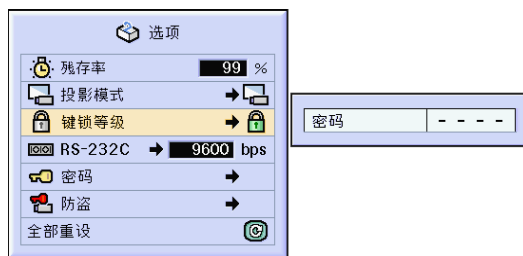 选项
残存率 99 %
投影模式
键锁等级
RS-232C 9600 bps
密码
防盗
全部重设
密码 - - - -